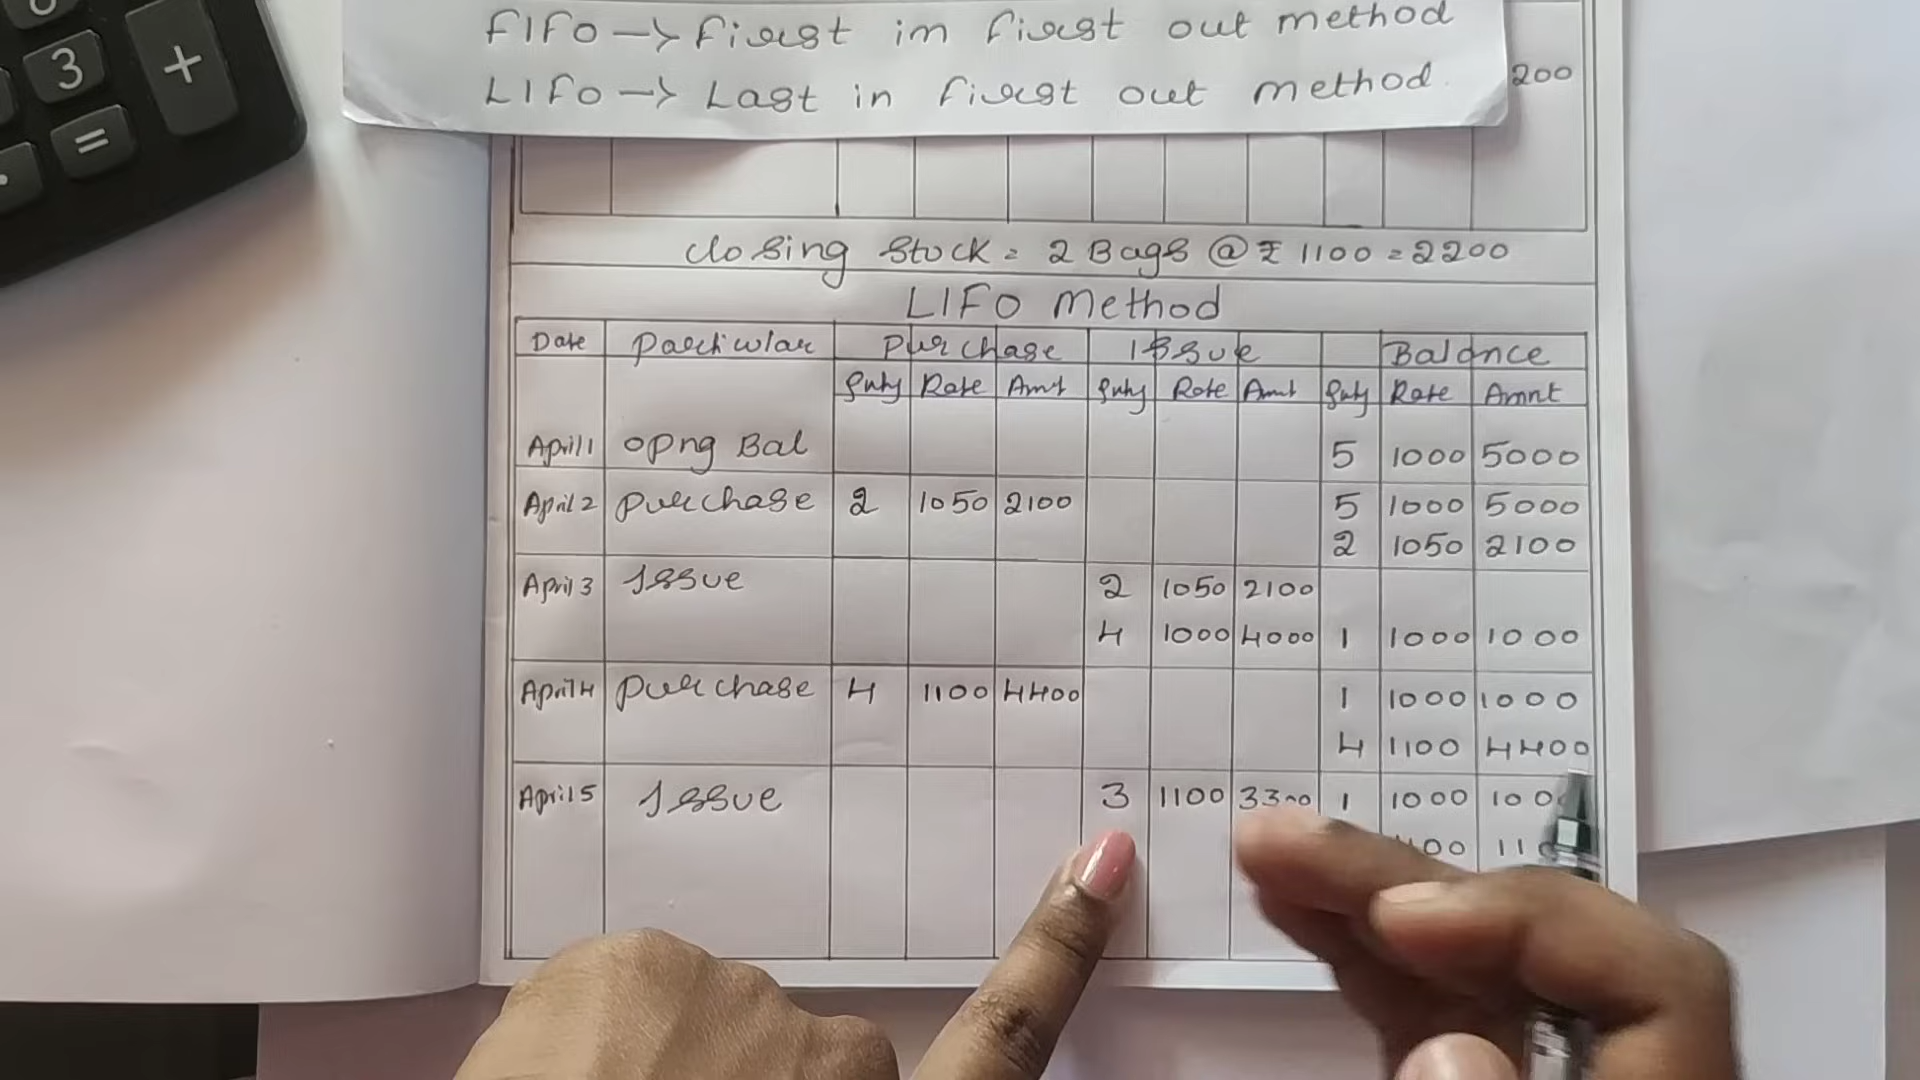 3 +
=
FIFO → First in first out method
LIFO → Last in first out method
200
Closing Stock = 2 Bags @ ₹ 1100 = 2200
LIFO Method
Date Particular Purchase Issue Balance
Qnty Rate Amt Qnty Rate Amt Qnty Rate Amnt
April 1 opng Bal 5 1000 5000
April 2 purchase 2 1050 2100 5 1000 5000
2 1050 2100
April 3 Issue 2 1050 2100
4 1000 4000 1 1000 1000
April 4 purchase 4 1100 4400 1 1000 1000
4 1100 4400
April 5 Issue 3 1100 3300 1 1000